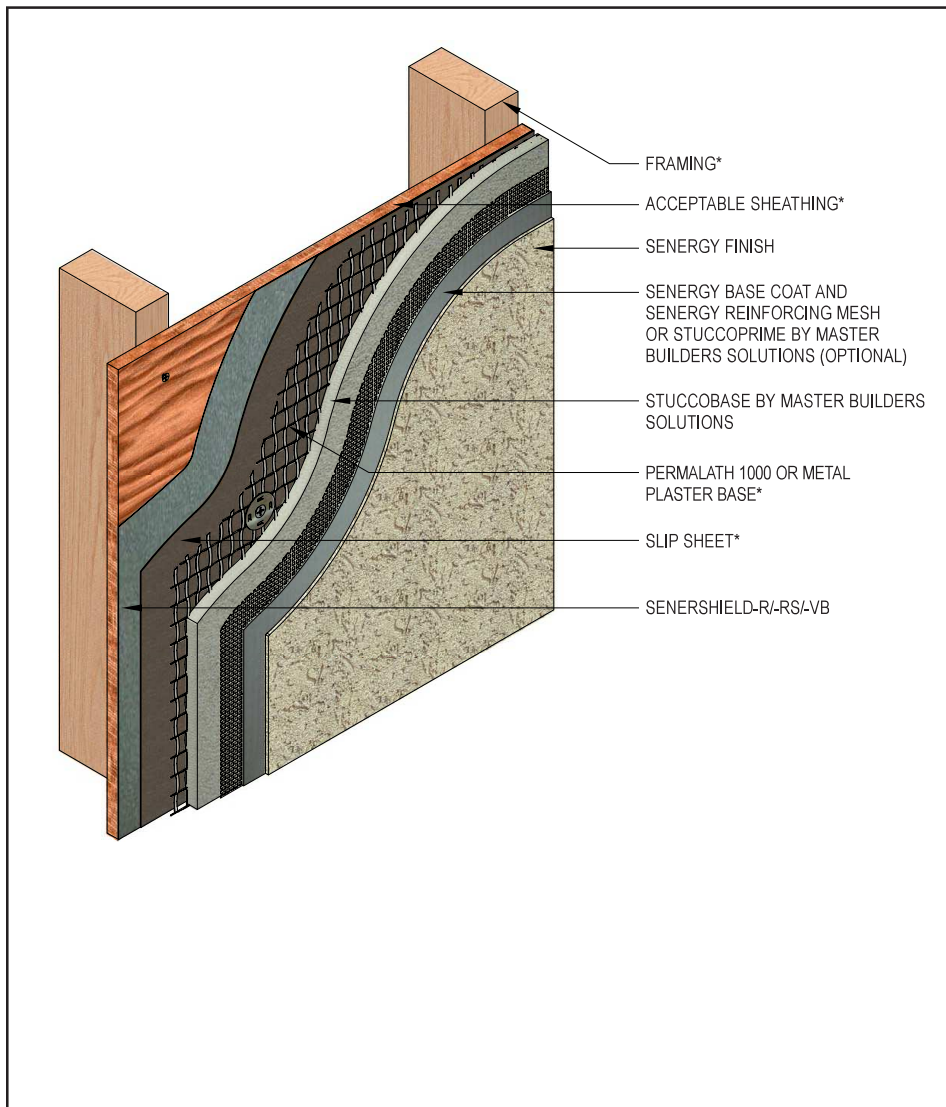 FRAMING*
ACCEPTABLE SHEATHING*
SENERGY FINISH
SENERGY BASE COAT AND
SENERGY REINFORCING MESH
OR STUCCOPRIME BY MASTER
BUILDERS SOLUTIONS (OPTIONAL)
STUCCOBASE BY MASTER BUILDERS
SOLUTIONS
PERMALATH 1000 OR METAL
PLASTER BASE*
SLIP SHEET*
SENERSHIELD-R/-RS/-VB